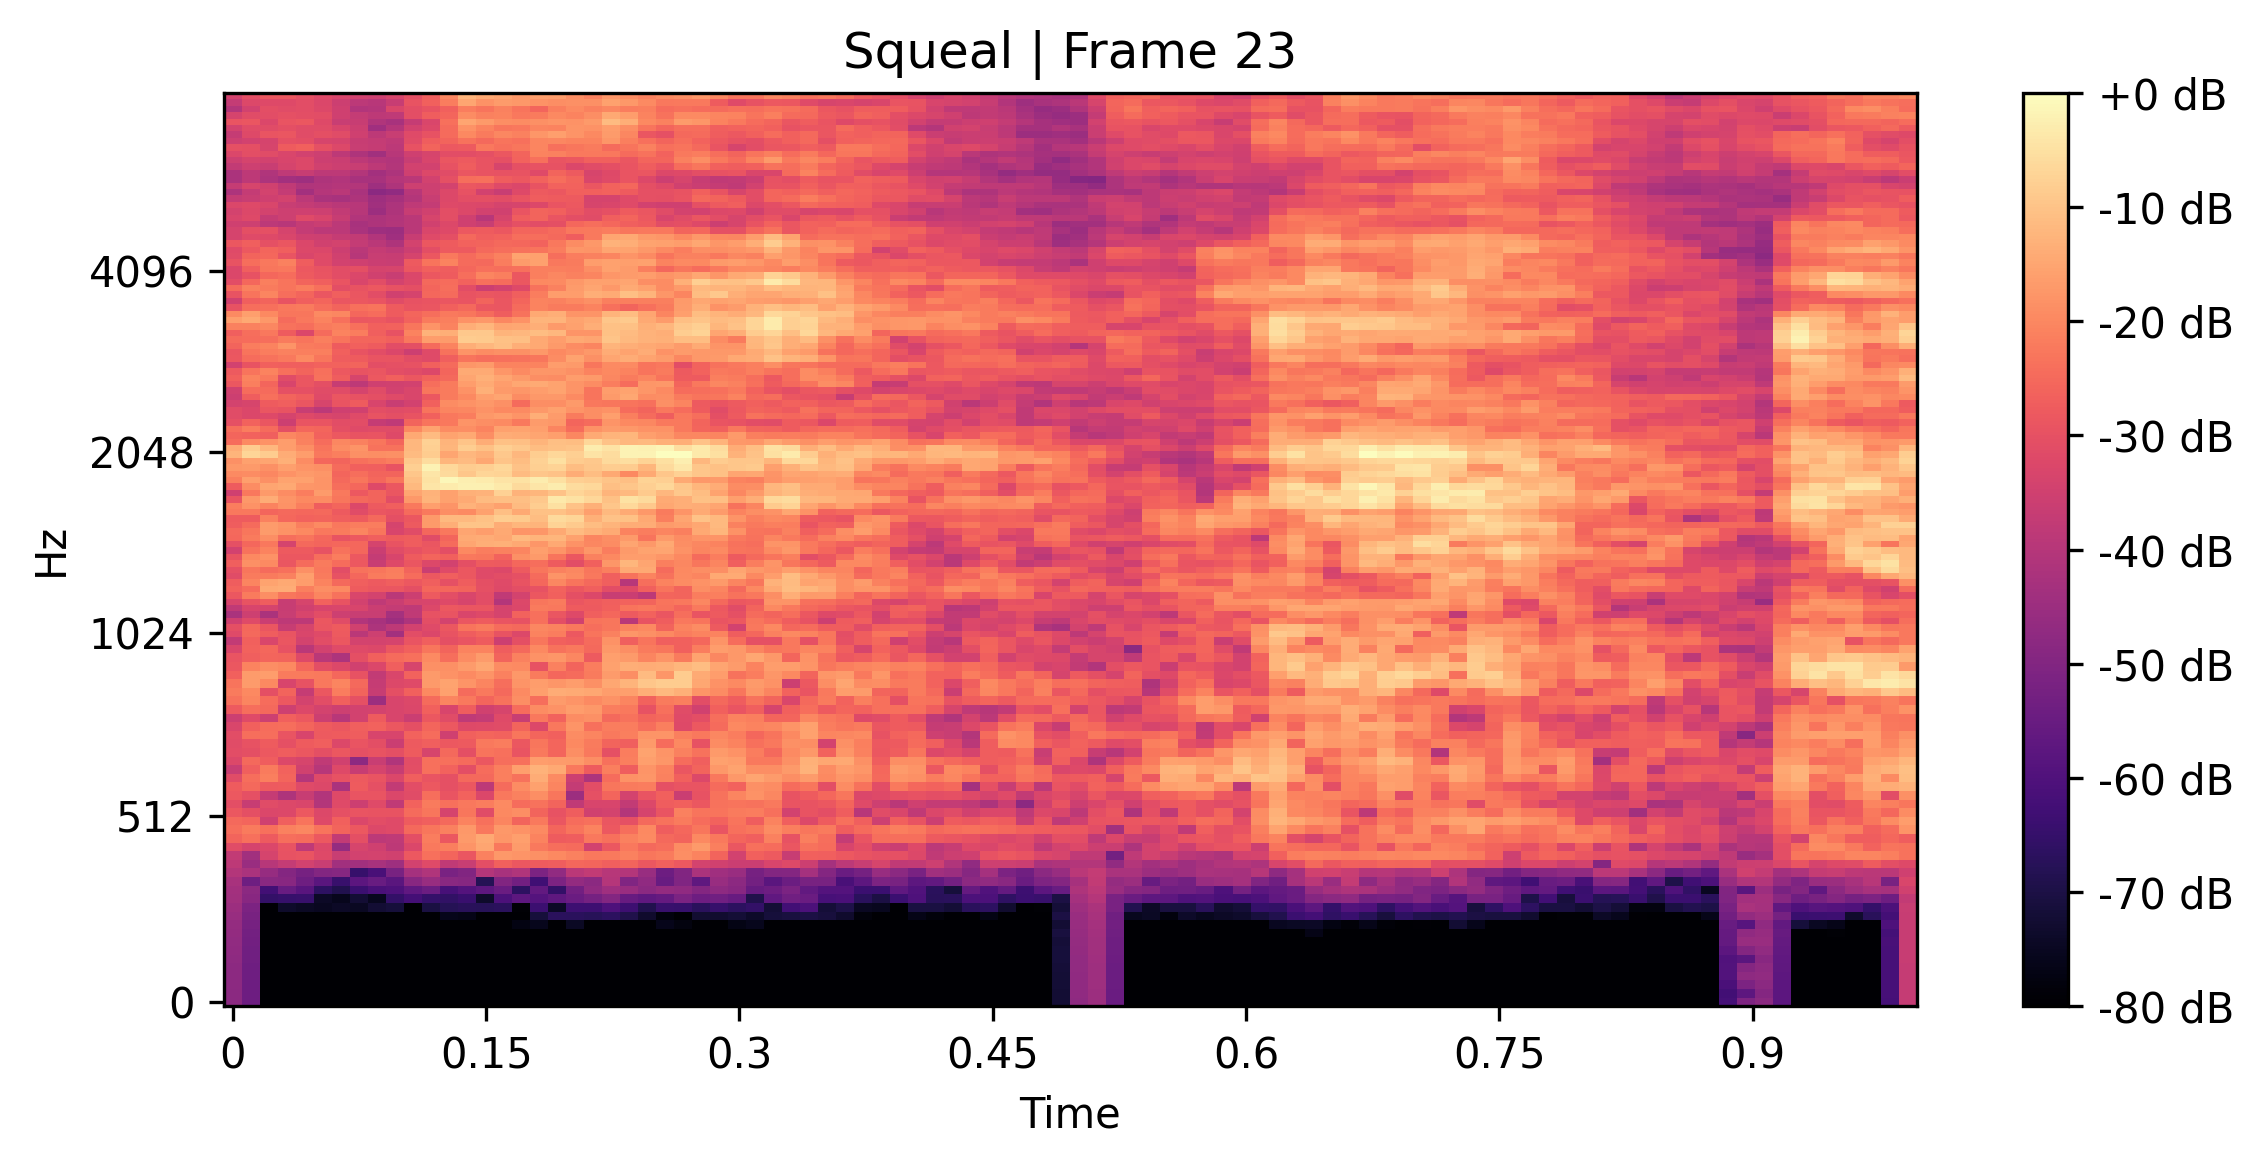 Squeal | Frame 23
+0 dB
-10 dB
-20 dB
-30 dB
-40 dB
-50 dB
-60 dB
-70 dB
-80 dB
Hz
4096
2048
1024
512
0
0 0.15 0.3 0.45 0.6 0.75 0.9
Time